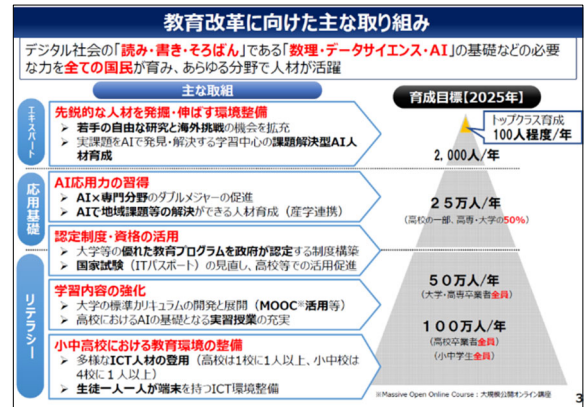 教育改革に向けた主な取り組み
デジタル社会の「読み・書き・そろばん」である「数理・データサイエンス・AI」の基礎などの必要
な力を全ての国民が育み、あらゆる分野で人材が活躍
主な取組
育成目標【2025年】
エキスパート
先鋭的な人材を発掘・伸ばす環境整備
➢ 若手の自由な研究と海外挑戦の機会を拡充
➢ 実課題をAIで発見・解決する学習中心の課題解決型AI人
材育成
トップクラス育成
100人程度/年
2,000人/年
応用基礎
AI応用力の習得
➢ AI×専門分野のダブルメジャーの促進
➢ AIで地域課題等の解決ができる人材育成（産学連携）
25万人/年
（高校の一部、高専・大学の50%）
認定制度・資格の活用
➢ 大学等の優れた教育プログラムを政府が認定する制度構築
➢ 国家試験（ITパスポート）の見直し、高校等での活用促進
リテラシー
学習内容の強化
➢ 大学の標準カリキュラムの開発と展開（MOOC※活用等）
➢ 高校におけるAIの基礎となる実習授業の充実
50万人/年
（大学・高専卒業者全員）
小中高校における教育環境の整備
➢ 多様なICT人材の登用（高校は1校に1人以上、小中校は
4校に1人以上）
➢ 生徒一人一人が端末を持つICT環境整備
100万人/年
（高校卒業者全員）
（小中学生全員）
※Massive Open Online Course：大規模公開オンライン講座
3